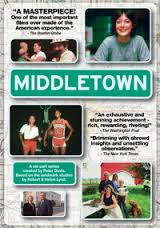 "A MASTERPIECE!
One of the most important
films ever made of the
American experience."
The Boston Globe
MIDDLETOWN
"An exhaustive and
stunning achievement -
rich, rewarding, riveting!"
The Washington Post
"Brimming with shrewd
insights and unsettling
observations."
The New York Times
A six-part series
created by Peter Davis.
Based on the landmark studies
by Robert & Helen Lynd.